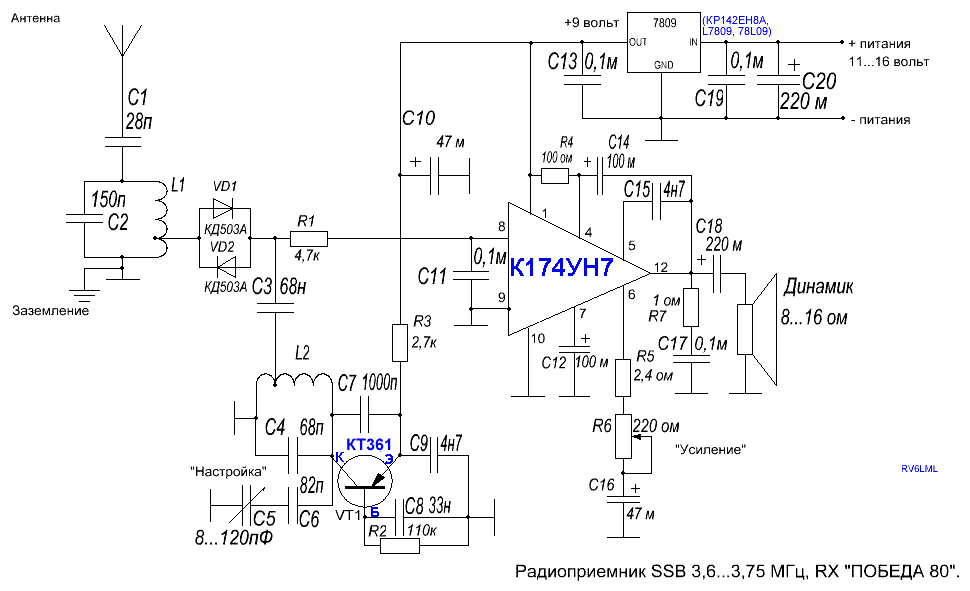 Антенна
+9 вольт
7809
(КР142ЕН8А,
L7809, 78L09)
OUT
IN
GND
+ питания
11...16 вольт
- питания
C13
0,1м
0,1м
C19
+
C20
220 м
C1
28п
C10
47 м
+
R4
100 ом
C14
+
100 м
150п
C2
L1
VD1
КД503А
VD2
КД503А
R1
4,7к
C15
4н7
8
1
4
5
C18
+
220 м
0,1м
C11
К174УН7
12
9
6
7
10
Заземление
C3
68н
R3
2,7к
1 ом
R7
Динамик
8...16 ом
C12
+
100 м
C17
0,1м
L2
R5
2,4 ом
C7
1000п
C4
68п
R6
220 ом
"Усиление"
КТ361
К
Э
C9
4н7
"Настройка"
82п
C5
C6
8...120пФ
VT1
Б
C8
33н
R2
110к
C16
+
47 м
RV6LML
Радиоприемник SSB 3,6...3,75 МГц, RX "ПОБЕДА 80".